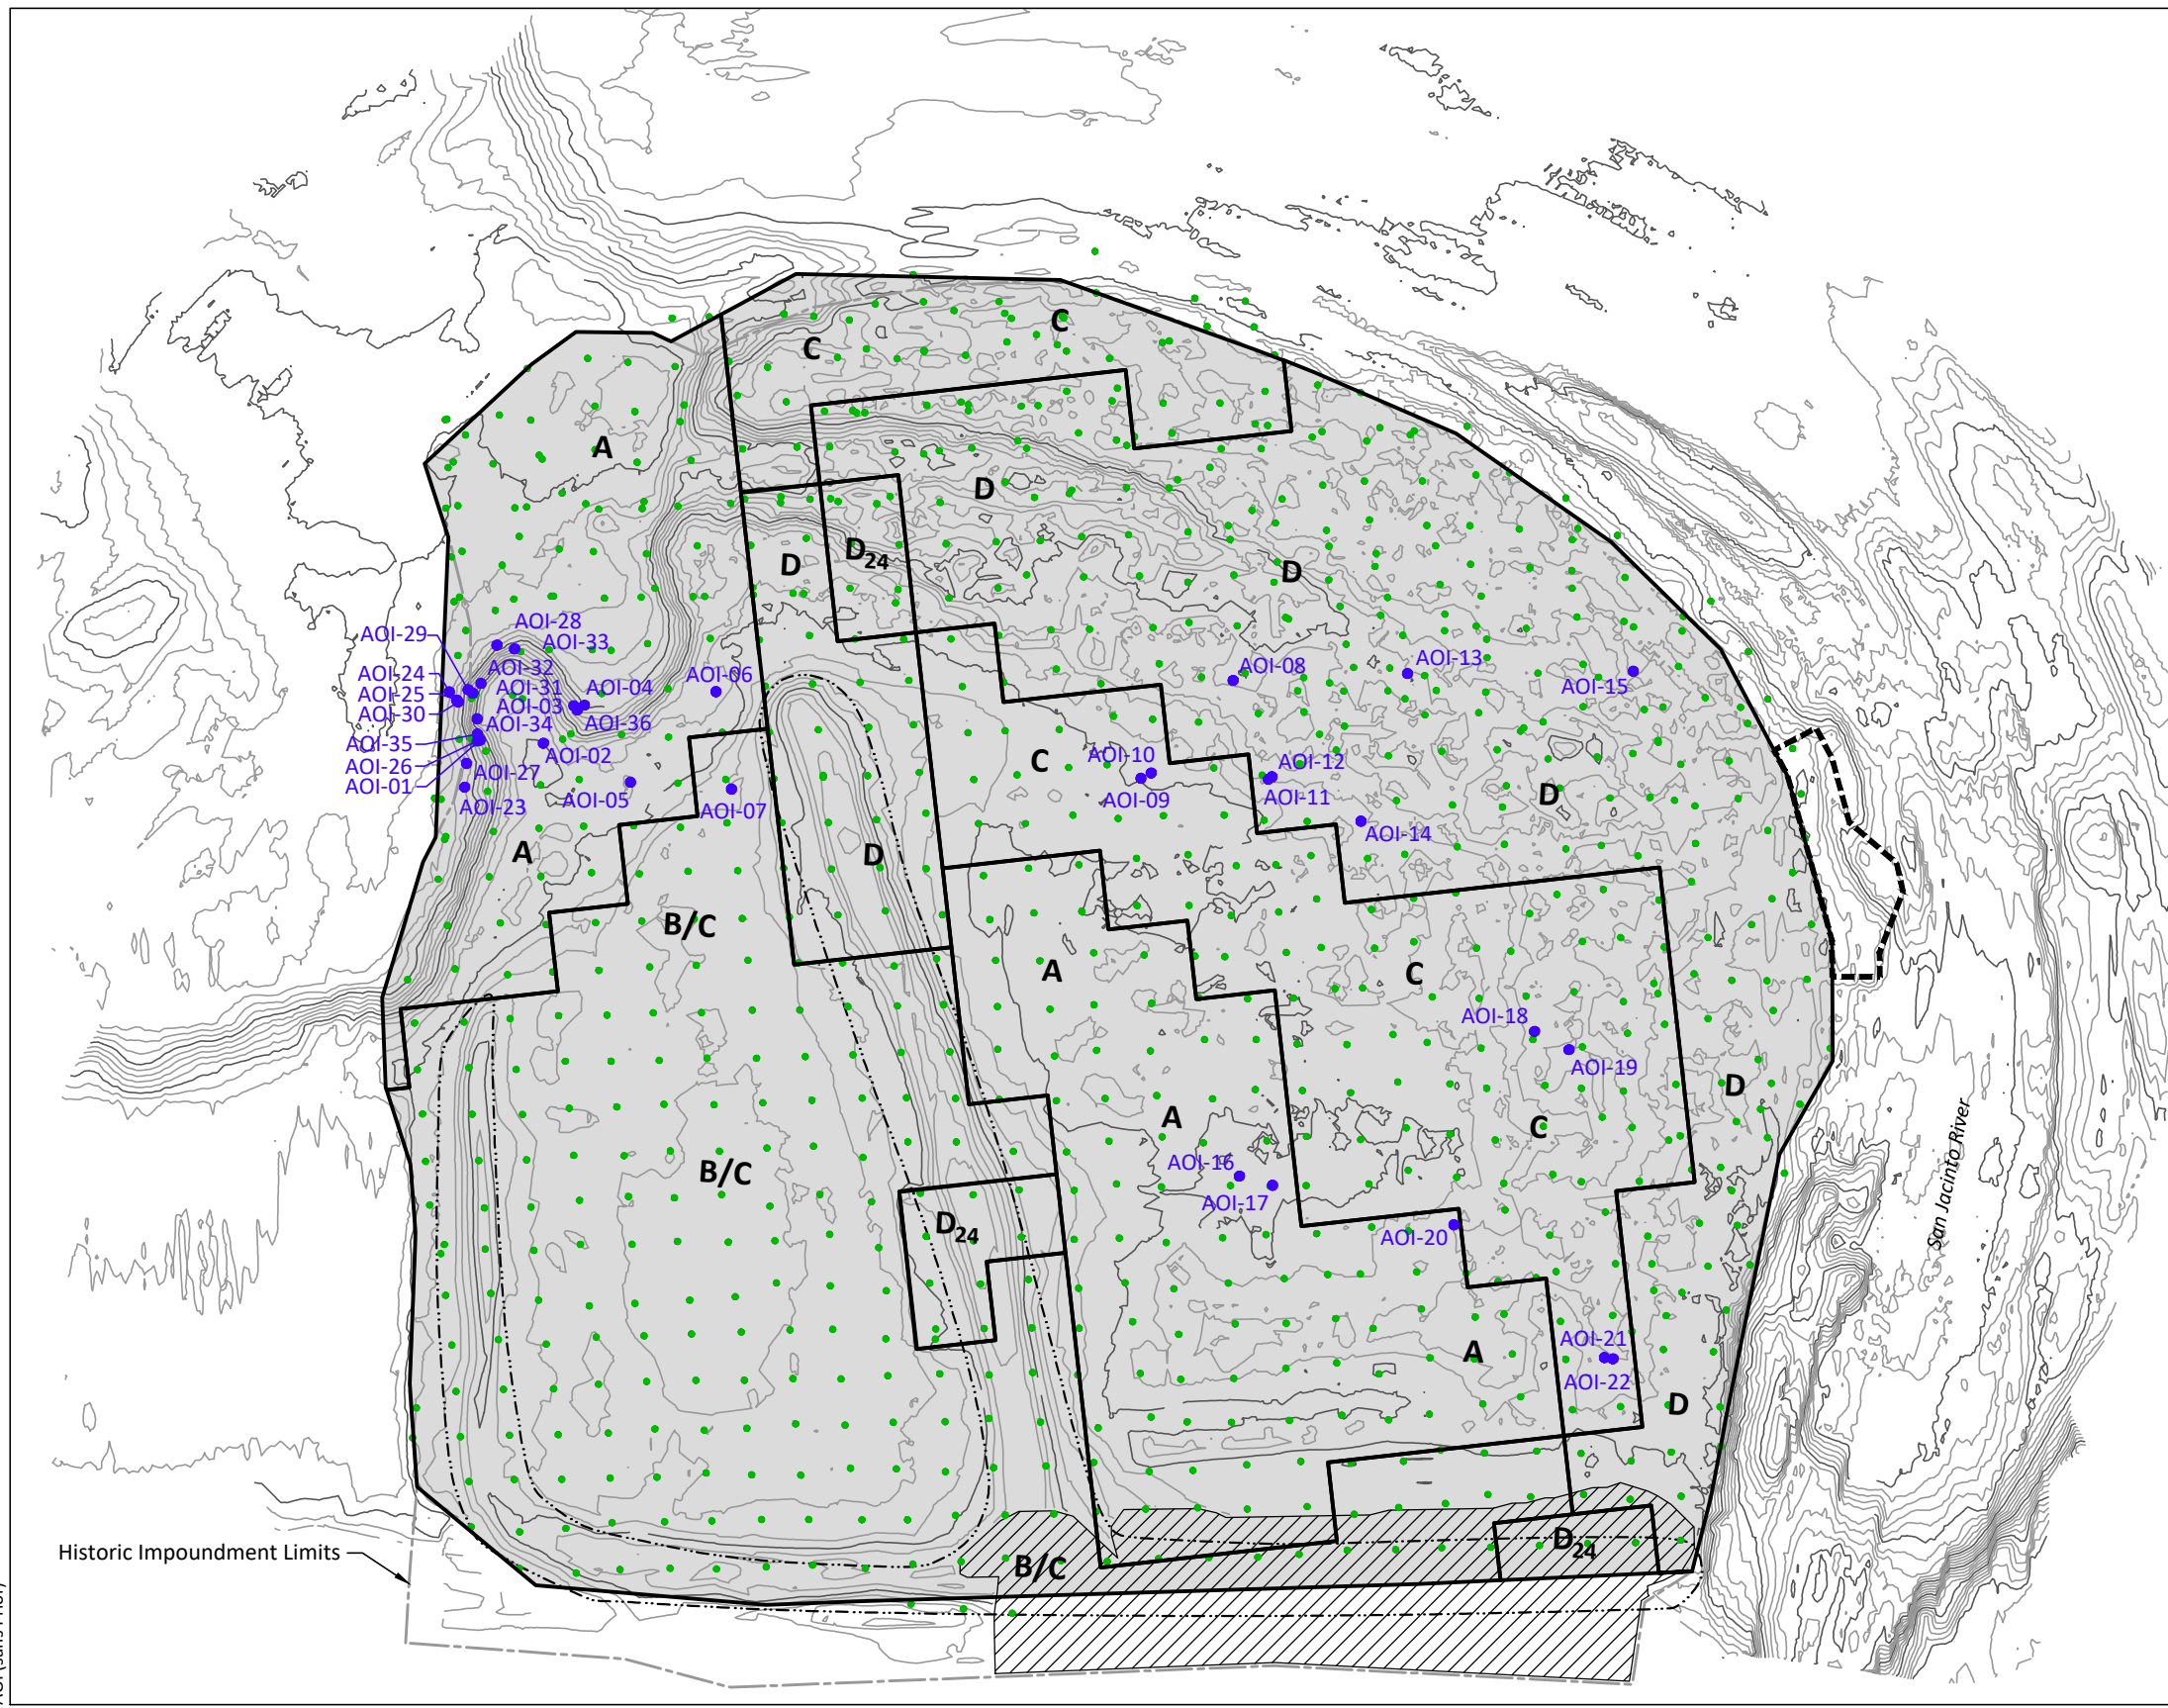 C
C
A
D
D
D24
D
AOI-28
AOI-29
AOI-33
AOI-32
AOI-24
AOI-06
AOI-08
AOI-13
AOI-31
AOI-04
AOI-15
AOI-25
AOI-03
AOI-30
AOI-34
AOI-36
AOI-35
AOI-02
AOI-10
AOI-12
C
AOI-26
AOI-27
AOI-01
AOI-05
AOI-09
AOI-11
D
AOI-23
AOI-07
AOI-14
A
D
B/C
A
C
AOI-18
AOI-19
D
A
C
San Jacinto River
AOI-16
B/C
AOI-17
D24
AOI-20
AOI-21
A
AOI-22
D
Historic Impoundment Limits
D24
B/C